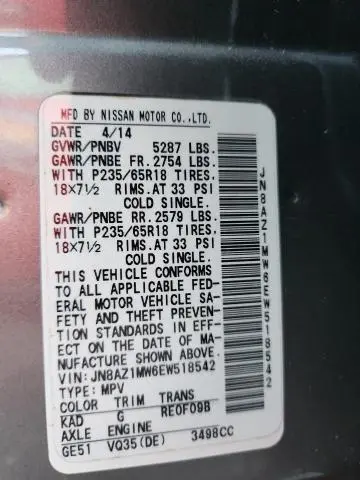 MFD BY NISSAN MOTOR CO.,LTD.
DATE 4/14
GVWR/PNBV 5287 LBS.
GAWR/PNBE FR. 2754 LBS.
WITH P235/65R18 TIRES.
18×7½ RIMS.AT 33 PSI
COLD SINGLE.
GAWR/PNBE RR. 2579 LBS.
WITH P235/65R18 TIRES.
18×7½ RIMS.AT 33 PSI
COLD SINGLE.
THIS VEHICLE CONFORMS
TO ALL APPLICABLE FED-
ERAL MOTOR VEHICLE SA-
FETY AND THEFT PREVEN-
TION STANDARDS IN EFF-
ECT ON THE DATE OF MA-
NUFACTURE SHOWN ABOVE.
VIN: JN8AZ1MW6EW518542
TYPE: MPV
COLOR TRIM TRANS
KAD G RE0F09B
AXLE ENGINE
GE51 VQ35(DE) 3498CC
JN8AZ1MW6EW518542